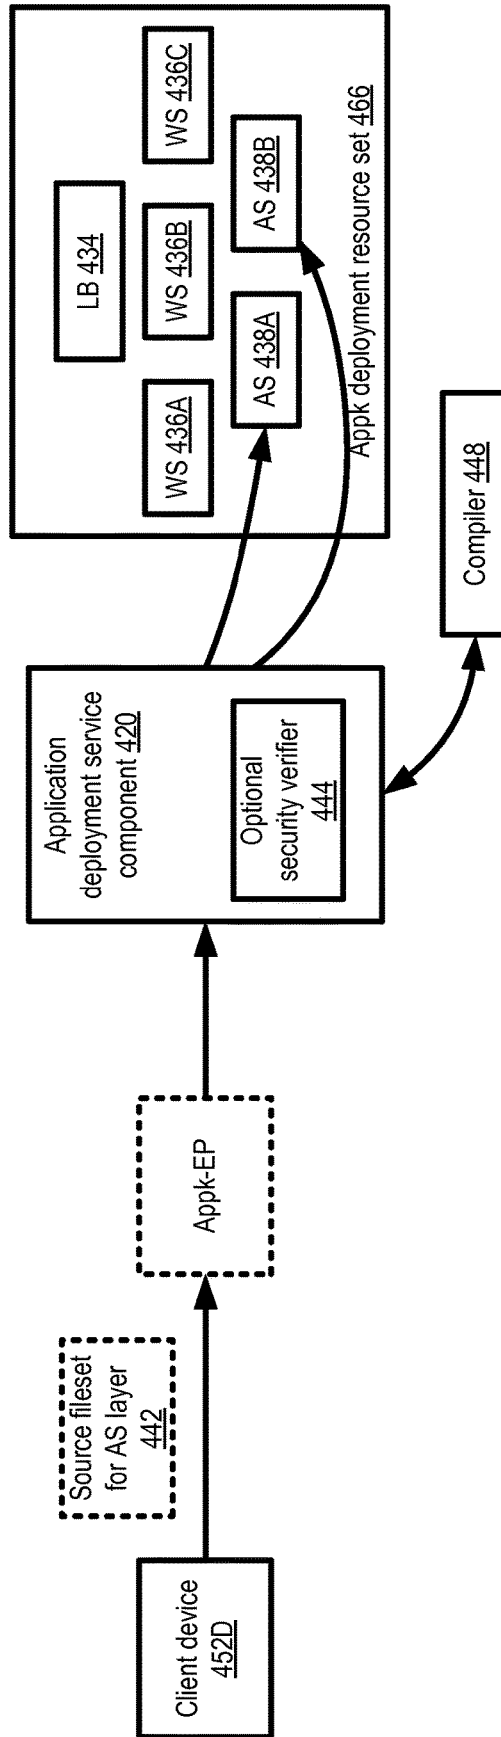 Client device
452D
Source fileset
for AS layer
442
Appk-EP
Application
deployment service
component 420
Optional
security verifier
444
Compiler 448
LB 434
WS 436A
WS 436B
WS 436C
AS 438A
AS 438B
Appk deployment resource set 466